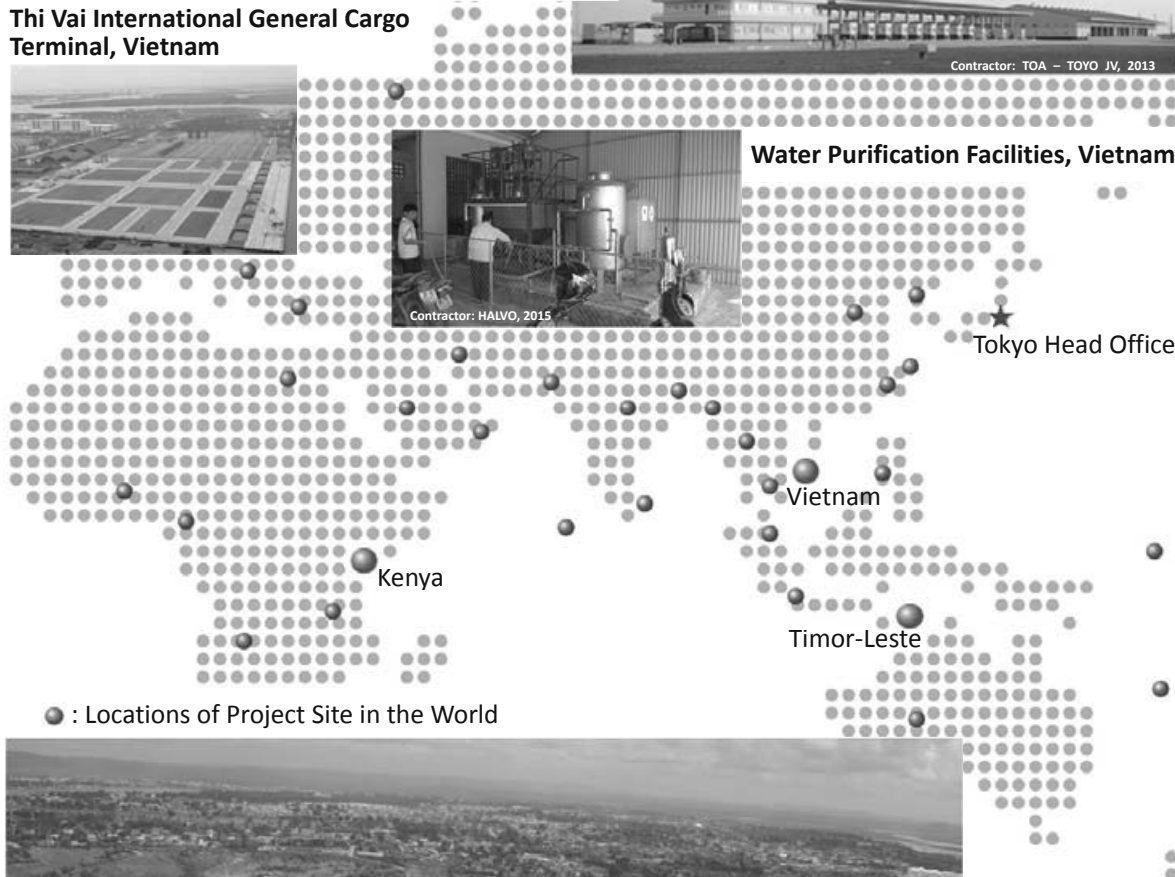 Thi Vai International General Cargo
Terminal, Vietnam
Contractor: TOA – TOYO JV, 2013
Water Purification Facilities, Vietnam
Contractor: HALVO, 2015
Tokyo Head Office
Vietnam
Kenya
Timor-Leste
: Locations of Project Site in the World